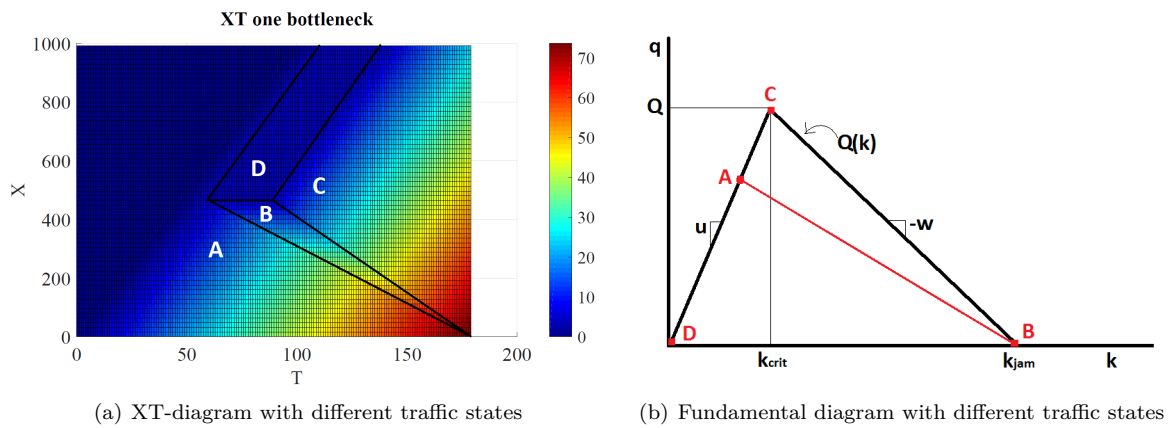 XT one bottleneck
1000
800
600
400
200
0
X
0
50
100
150
200
T
D
C
B
A
70
60
50
40
30
20
10
0
(a) XT-diagram with different traffic states
q
Q
C
Q(k)
A
u
-w
D
B
kcrit
kjam
k
(b) Fundamental diagram with different traffic states